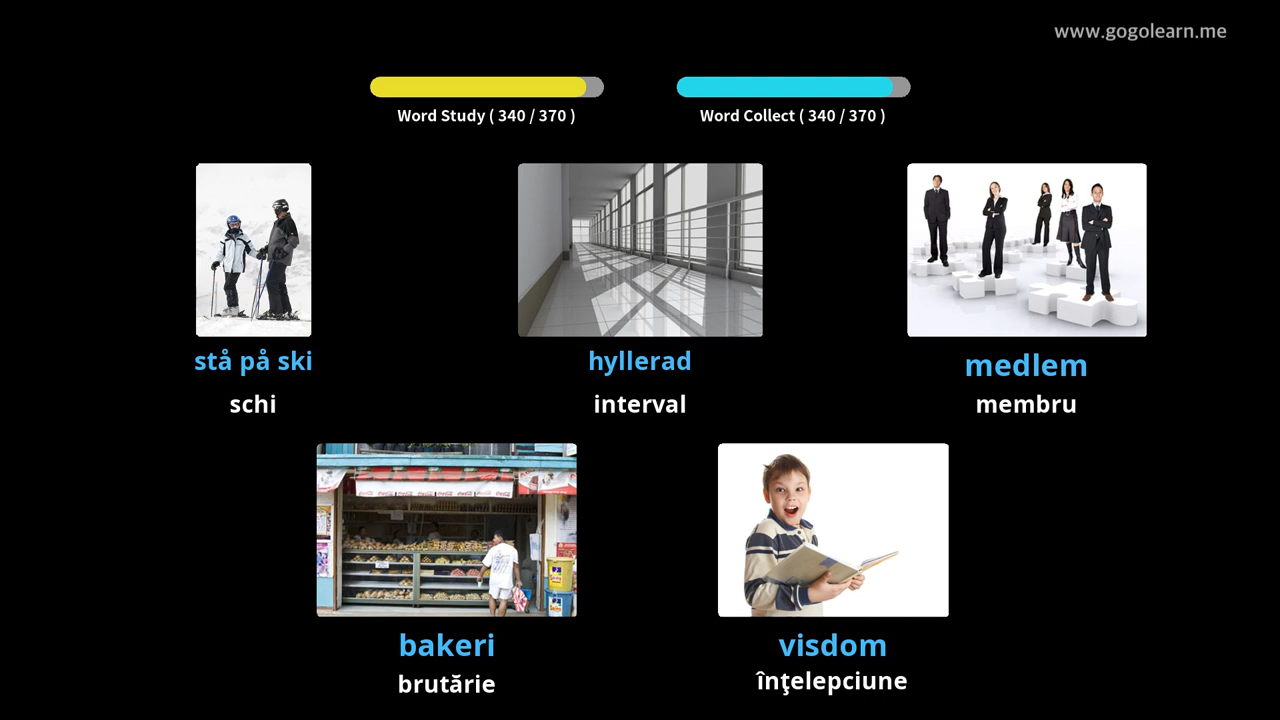 www.gogolearn.me
Word Study ( 340 / 370 )
Word Collect ( 340 / 370 )
stå på ski
hyllerad
medlem
schi
interval
membru
bakeri
visdom
brutărie
înţelepciune